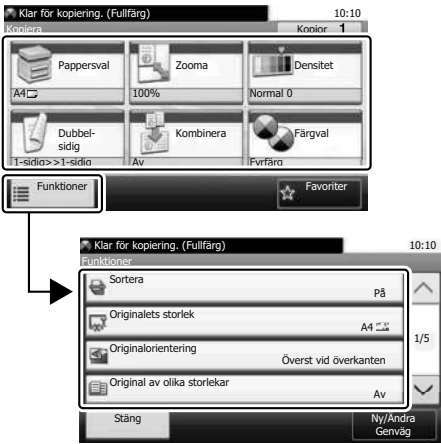 Klar för kopiering. (Fullfärg) 10:10
Kopiera Kopior 1
Pappersval Zooma Densitet
A4 100% Normal 0
Dubbel-
sidig Kombinera Färgval
1-sidig>>1-sidig Av Fyrfärg
Funktioner Favoriter
Klar för kopiering. (Fullfärg) 10:10
Funktioner
Sortera
På
Originalets storlek
A4
1/5
Originalorientering
Överst vid överkanten
Original av olika storlekar
Av
Stäng Ny/Ändra
Genväg